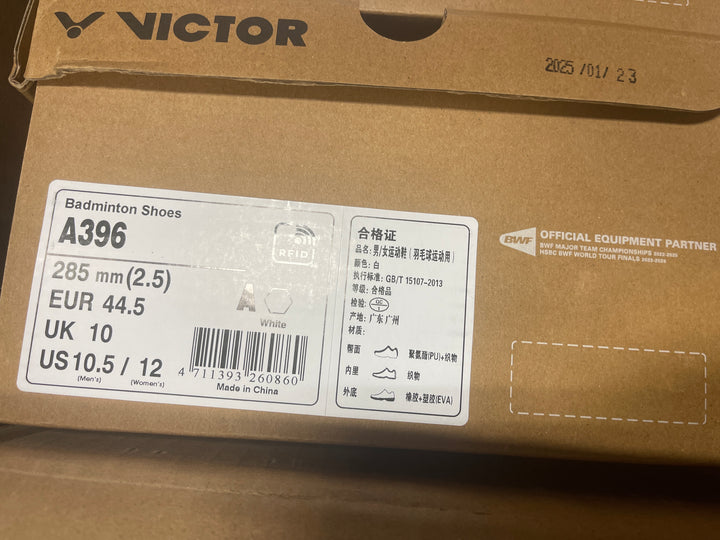 VICTOR
2025 /01/ 23
Badminton Shoes
A396
RFID
285 mm (2.5)
EUR 44.5
UK 10
US 10.5 / 12
(Men's) (Women's)
A
White
4 711393 260860
Made in China
合格证
品名: 男/女运动鞋 (羽毛球运动用)
颜色: 白
执行标准: GB/T 15107-2013
等级: 合格品
检验: QC
产地: 广东 广州
材质:
帮面 聚氨酯(PU)+织物
内里 织物
外底 橡胶+塑胶(EVA)
BWF OFFICIAL EQUIPMENT PARTNER
BWF MAJOR TEAM CHAMPIONSHIPS
HSBC BWF WORLD TOUR FINALS